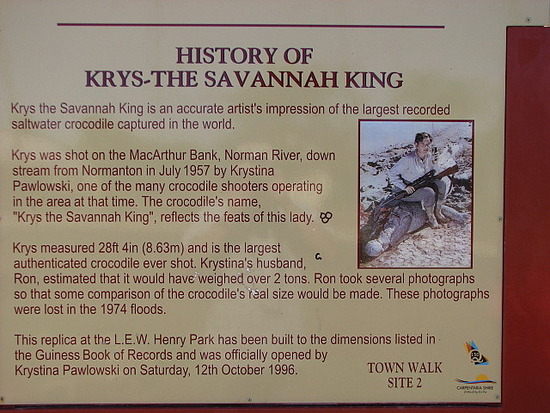 HISTORY OF
KRYS-THE SAVANNAH KING
Krys the Savannah King is an accurate artist's impression of the largest recorded
saltwater crocodile captured in the world.
Krys was shot on the MacArthur Bank, Norman River, down
stream from Normanton in July 1957 by Krystina
Pawlowski, one of the many crocodile shooters operating
in the area at that time. The crocodile's name,
"Krys the Savannah King", reflects the feats of this lady.
Krys measured 28ft 4in (8.63m) and is the largest
authenticated crocodile ever shot. Krystina's husband,
Ron, estimated that it would have weighed over 2 tons. Ron took several photographs
so that some comparison of the crocodile's real size would be made. These photographs
were lost in the 1974 floods.
This replica at the L.E.W. Henry Park has been built to the dimensions listed in
the Guiness Book of Records and was officially opened by
Krystina Pawlowski on Saturday, 12th October 1996.
TOWN WALK
SITE 2
CARPENTARIA SHIRE